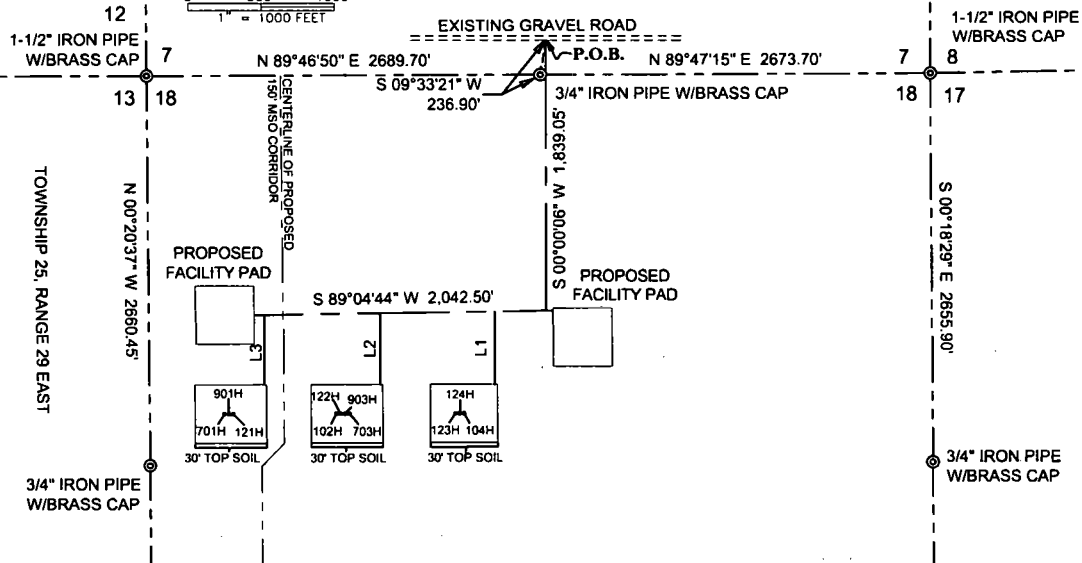 12
1" = 1000 FEET
EXISTING GRAVEL ROAD
1-1/2" IRON PIPE
W/BRASS CAP
7
1-1/2" IRON PIPE
W/BRASS CAP
P.O.B.
N 89°46'50" E 2689.70'
N 89°47'15" E 2673.70'
7
8
S 09°33'21" W
236.90'
3/4" IRON PIPE W/BRASS CAP
13
18
18
17
CENTERLINE OF PROPOSED
150' MSO CORRIDOR
S 00°00'06" W 1,839.05'
TOWNSHIP 25, RANGE 29 EAST
N 00°20'37" W 2660.45'
S 00°18'29" E 2655.90'
PROPOSED
FACILITY PAD
PROPOSED
FACILITY PAD
S 89°04'44" W 2,042.50'
L3
L2
L1
901H
701H 121H
30' TOP SOIL
122H 903H
102H 703H
30' TOP SOIL
124H
123H 104H
30' TOP SOIL
3/4" IRON PIPE
W/BRASS CAP
3/4" IRON PIPE
W/BRASS CAP